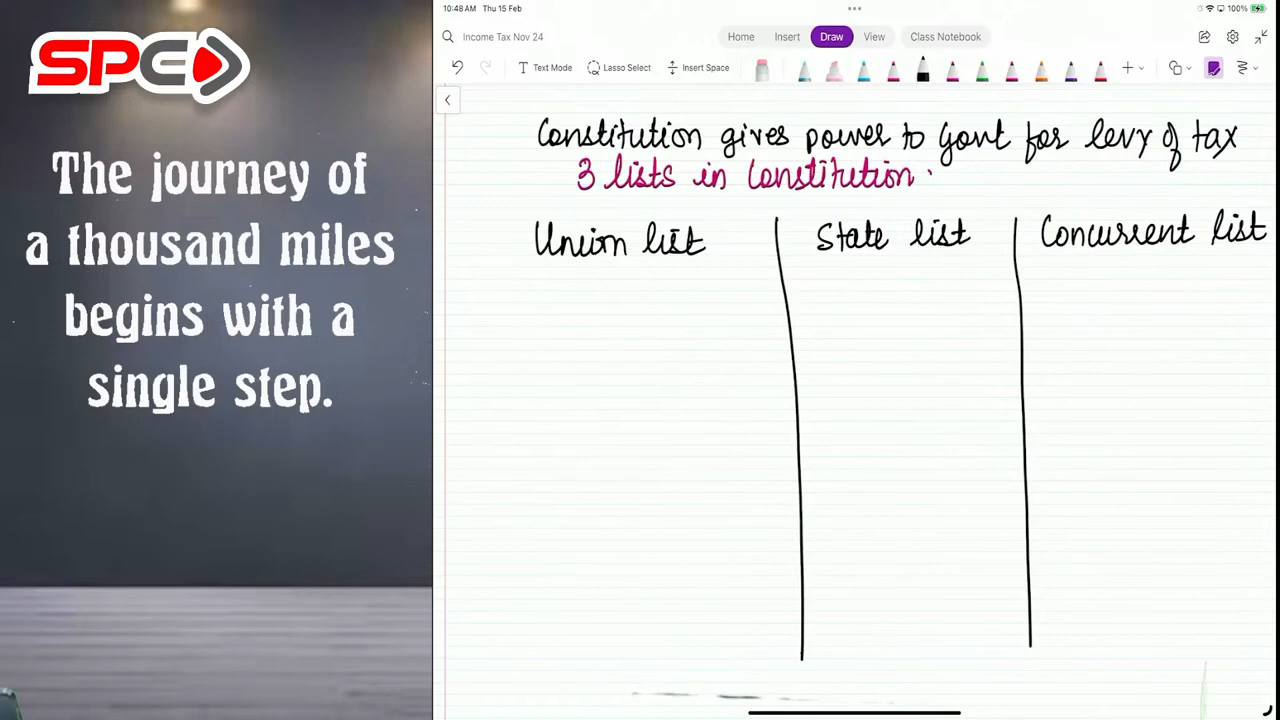 SPE
The journey of
a thousand miles
begins with a
single step.
10:48 AM Thu 15 Feb
100%
Income Tax Nov 24
Home Insert Draw View Class Notebook
Text Mode Lasso Select Insert Space
Constitution gives power to Govt for levy of tax
3 lists in Constitution.
Union list State list Concurrent list